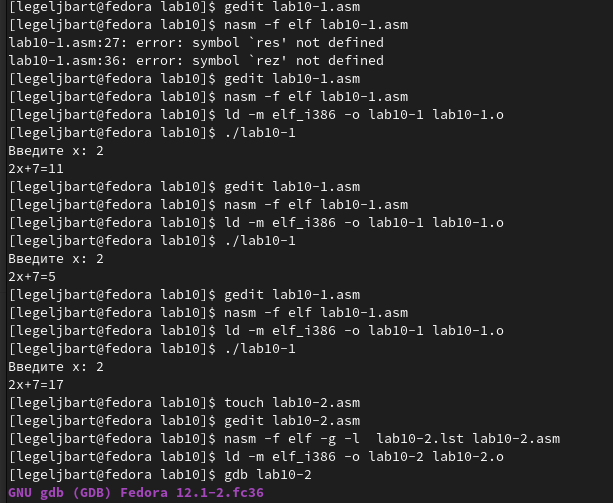 [legeljbart@fedora lab10]$ gedit lab10-1.asm
[legeljbart@fedora lab10]$ nasm -f elf lab10-1.asm
lab10-1.asm:27: error: symbol `res' not defined
lab10-1.asm:36: error: symbol `rez' not defined
[legeljbart@fedora lab10]$ gedit lab10-1.asm
[legeljbart@fedora lab10]$ nasm -f elf lab10-1.asm
[legeljbart@fedora lab10]$ ld -m elf_i386 -o lab10-1 lab10-1.o
[legeljbart@fedora lab10]$ ./lab10-1
Введите x: 2
2x+7=11
[legeljbart@fedora lab10]$ gedit lab10-1.asm
[legeljbart@fedora lab10]$ nasm -f elf lab10-1.asm
[legeljbart@fedora lab10]$ ld -m elf_i386 -o lab10-1 lab10-1.o
[legeljbart@fedora lab10]$ ./lab10-1
Введите x: 2
2x+7=5
[legeljbart@fedora lab10]$ gedit lab10-1.asm
[legeljbart@fedora lab10]$ nasm -f elf lab10-1.asm
[legeljbart@fedora lab10]$ ld -m elf_i386 -o lab10-1 lab10-1.o
[legeljbart@fedora lab10]$ ./lab10-1
Введите x: 2
2x+7=17
[legeljbart@fedora lab10]$ touch lab10-2.asm
[legeljbart@fedora lab10]$ gedit lab10-2.asm
[legeljbart@fedora lab10]$ nasm -f elf -g -l  lab10-2.lst lab10-2.asm
[legeljbart@fedora lab10]$ ld -m elf_i386 -o lab10-2 lab10-2.o
[legeljbart@fedora lab10]$ gdb lab10-2
GNU gdb (GDB) Fedora 12.1-2.fc36